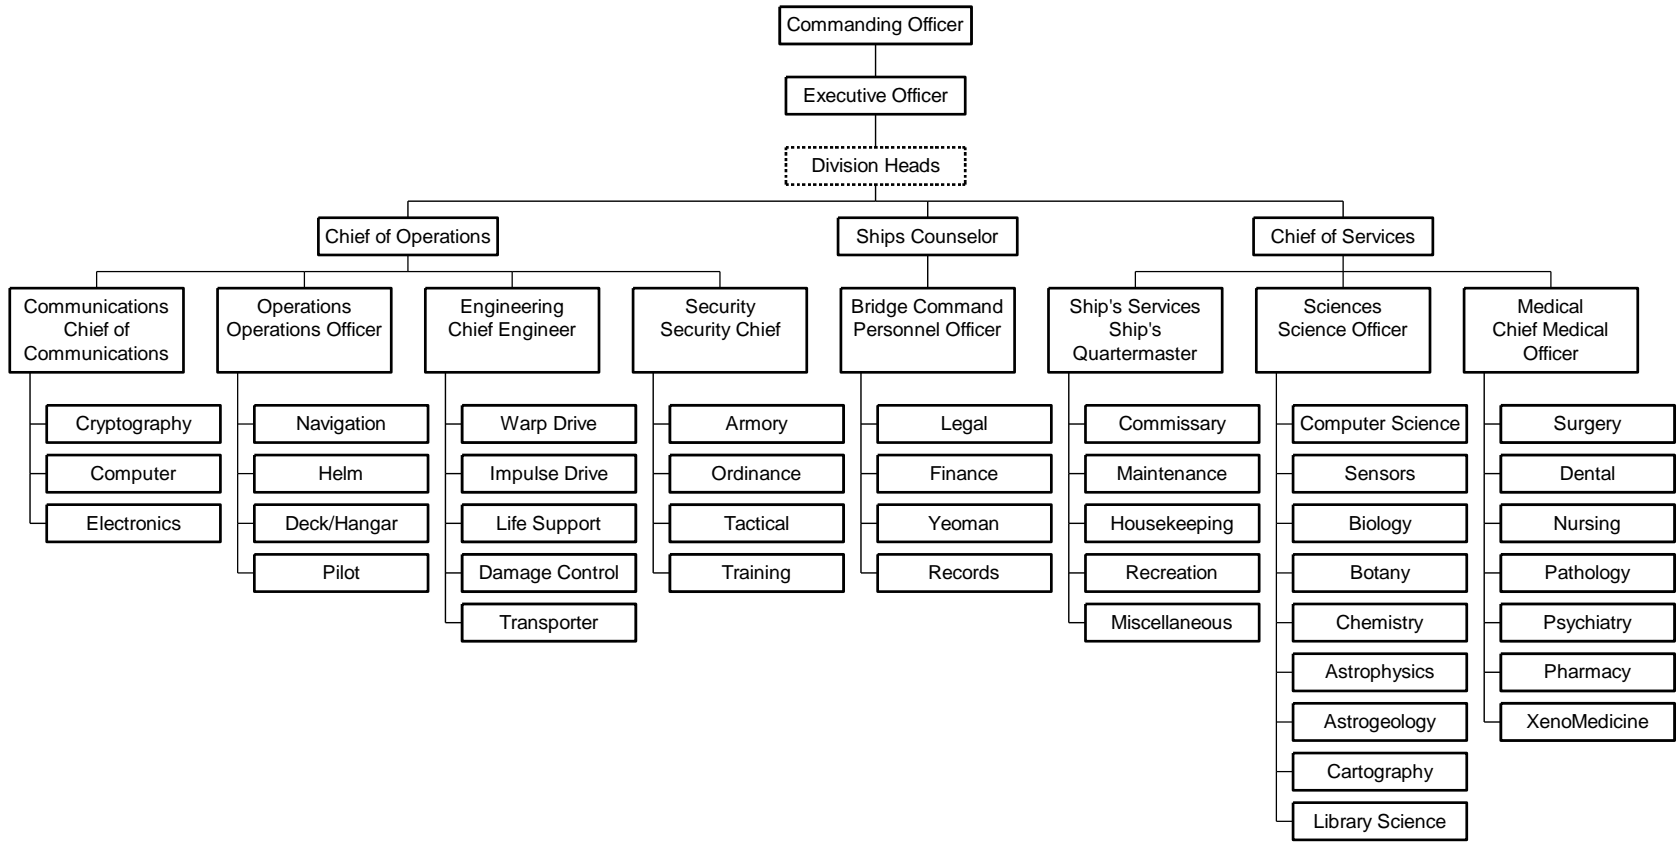 Commanding Officer
Executive Officer
Division Heads
Chief of Operations
Ships Counselor
Chief of Services
Communications
Chief of
Communications
Operations
Operations Officer
Engineering
Chief Engineer
Security
Security Chief
Bridge Command
Personnel Officer
Ship's Services
Ship's
Quartermaster
Sciences
Science Officer
Medical
Chief Medical
Officer
Cryptography
Computer
Electronics
Navigation
Helm
Deck/Hangar
Pilot
Warp Drive
Impulse Drive
Life Support
Damage Control
Transporter
Armory
Ordinance
Tactical
Training
Legal
Finance
Yeoman
Records
Commissary
Maintenance
Housekeeping
Recreation
Miscellaneous
Computer Science
Sensors
Biology
Botany
Chemistry
Astrophysics
Astrogeology
Cartography
Library Science
Surgery
Dental
Nursing
Pathology
Psychiatry
Pharmacy
XenoMedicine